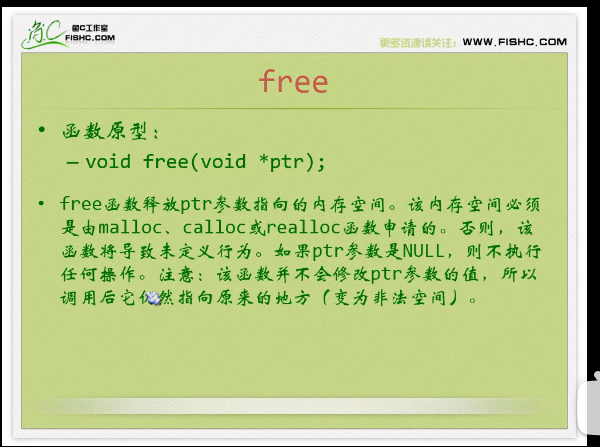 鱼C工作室
FISHC.COM
更多资源请关注：WWW.FISHC.COM
free
• 函数原型：
– void free(void *ptr);
• free函数释放ptr参数指向的内存空间。该内存空间必须
是由malloc、calloc或realloc函数申请的。否则，该
函数将导致未定义行为。如果ptr参数是NULL，则不执行
任何操作。注意：该函数并不会修改ptr参数的值，所以
调用后它仍然指向原来的地方（变为非法空间）。